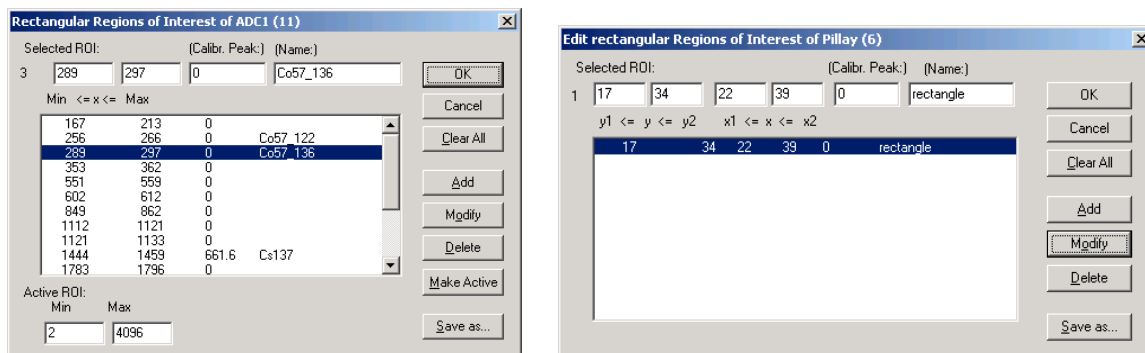 Rectangular Regions of Interest of ADC1 (11)
Selected ROI: (Calibr. Peak:) (Name:)
3 289 297 0 Co57_136 OK
Min <= x <= Max
Cancel
167 213 0
256 266 0 Co57_122
Clear All
289 297 0 Co57_136
353 362 0
551 559 0
Add
602 612 0
849 862 0
Modify
1112 1121 0
1121 1133 0
Delete
1444 1459 661.6 Cs137
1783 1796 0
Make Active
Active ROI:
Min Max
2 4096
Save as...
Edit rectangular Regions of Interest of Pillay (6)
Selected ROI: (Calibr. Peak:) (Name:)
1 17 34 22 39 0 rectangle OK
y1 <= y <= y2 x1 <= x <= x2
Cancel
17 34 22 39 0 rectangle
Clear All
Add
Modify
Delete
Save as...